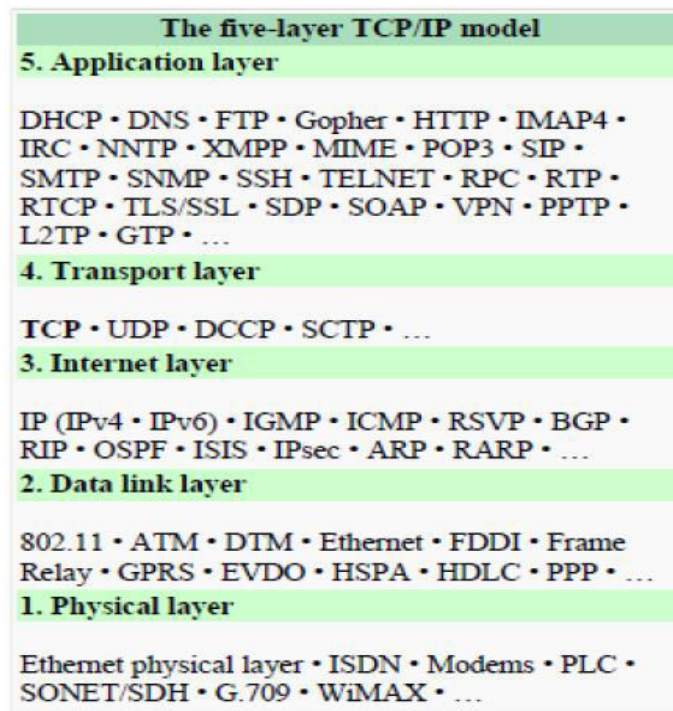 The five-layer TCP/IP model
5. Application layer
DHCP • DNS • FTP • Gopher • HTTP • IMAP4 •
IRC • NNTP • XMPP • MIME • POP3 • SIP •
SMTP • SNMP • SSH • TELNET • RPC • RTP •
RTCP • TLS/SSL • SDP • SOAP • VPN • PPTP •
L2TP • GTP • …
4. Transport layer
TCP • UDP • DCCP • SCTP • …
3. Internet layer
IP (IPv4 • IPv6) • IGMP • ICMP • RSVP • BGP •
RIP • OSPF • ISIS • IPsec • ARP • RARP • …
2. Data link layer
802.11 • ATM • DTM • Ethernet • FDDI • Frame
Relay • GPRS • EVDO • HSPA • HDLC • PPP • …
1. Physical layer
Ethernet physical layer • ISDN • Modems • PLC •
SONET/SDH • G.709 • WiMAX • …